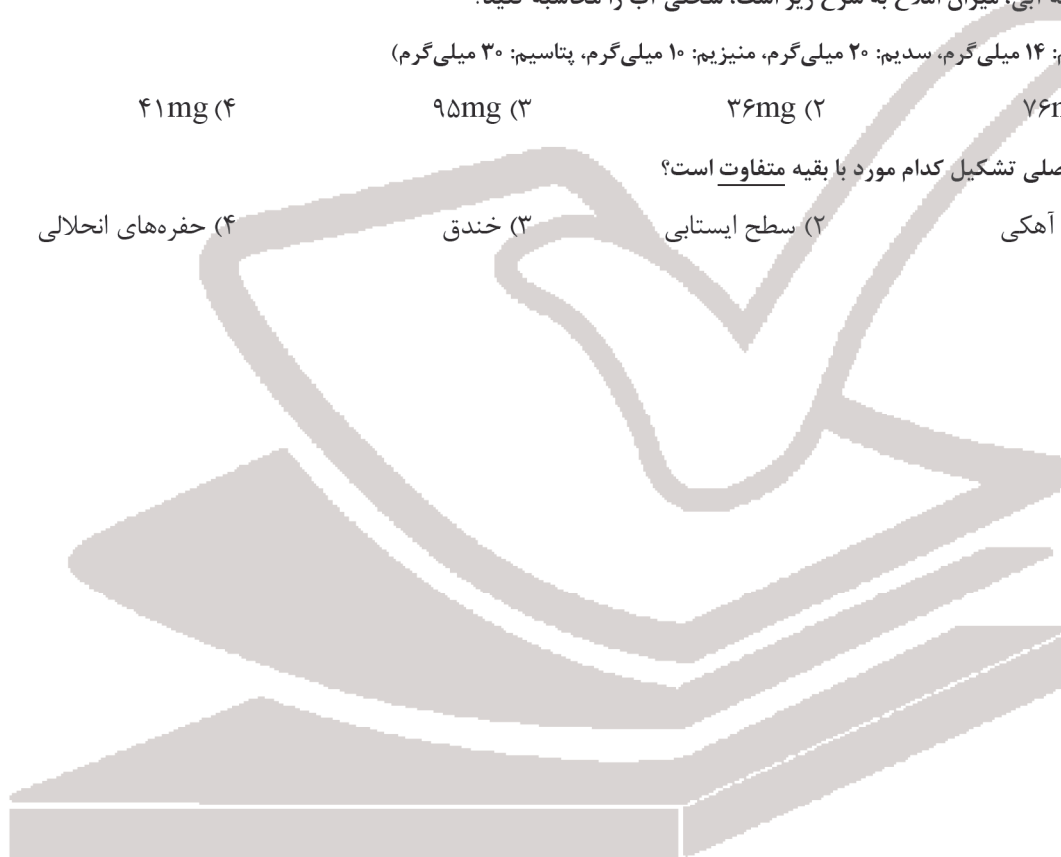 آبی، میزان املاح به شرح زیر است، سختی آب را محاسبه کنید؟
۱۴ میلی‌گرم، سدیم: ۲۰ میلی‌گرم، منیزیم: ۱۰ میلی‌گرم، پتاسیم: ۳۰ میلی‌گرم)
۷۶ ۲) ۳۶mg ۳) ۹۵mg ۴) ۴۱mg
تشکیل کدام مورد با بقیه متفاوت است؟
آهکی ۲) سطح ایستابی ۳) خندق ۴) حفره‌های انحلالی